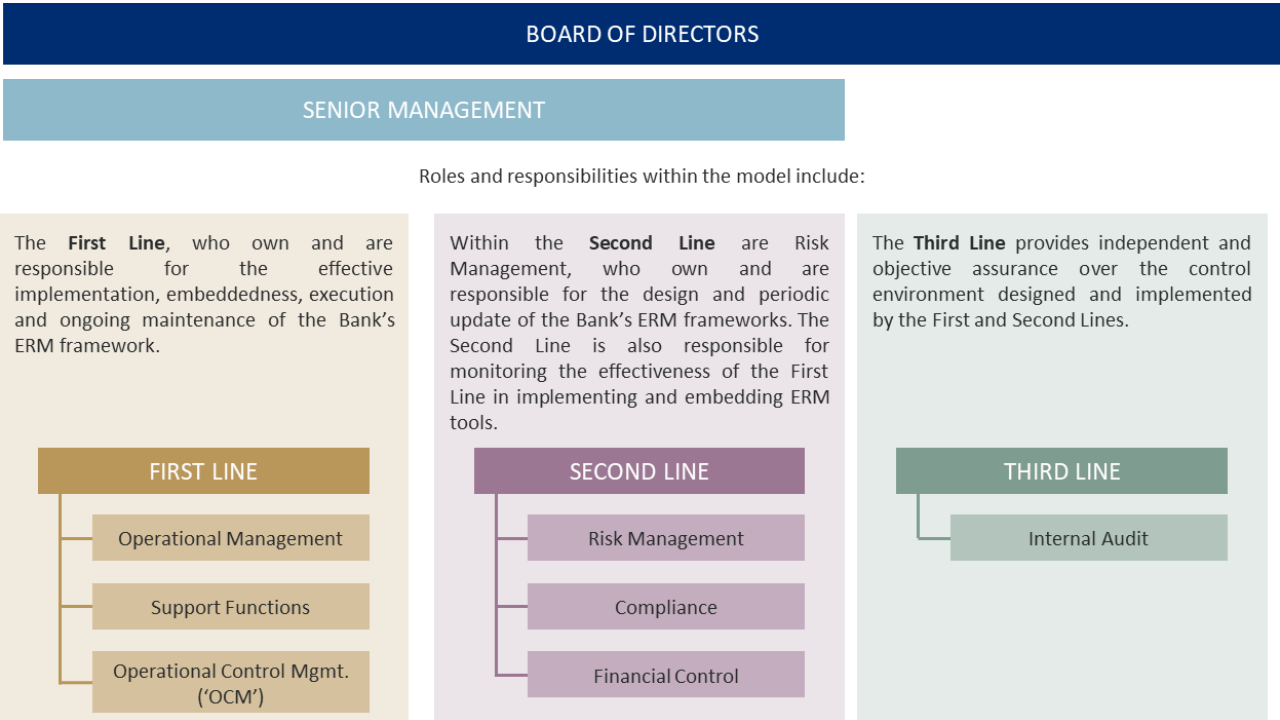 BOARD OF DIRECTORS
SENIOR MANAGEMENT
Roles and responsibilities within the model include:
The First Line, who own and are
responsible for the effective
implementation, embeddedness, execution
and ongoing maintenance of the Bank’s
ERM framework.
FIRST LINE
Operational Management
Support Functions
Operational Control Mgmt.
(‘OCM’)
Within the Second Line are Risk
Management, who own and are
responsible for the design and periodic
update of the Bank’s ERM frameworks. The
Second Line is also responsible for
monitoring the effectiveness of the First
Line in implementing and embedding ERM
tools.
SECOND LINE
Risk Management
Compliance
Financial Control
The Third Line provides independent and
objective assurance over the control
environment designed and implemented
by the First and Second Lines.
THIRD LINE
Internal Audit